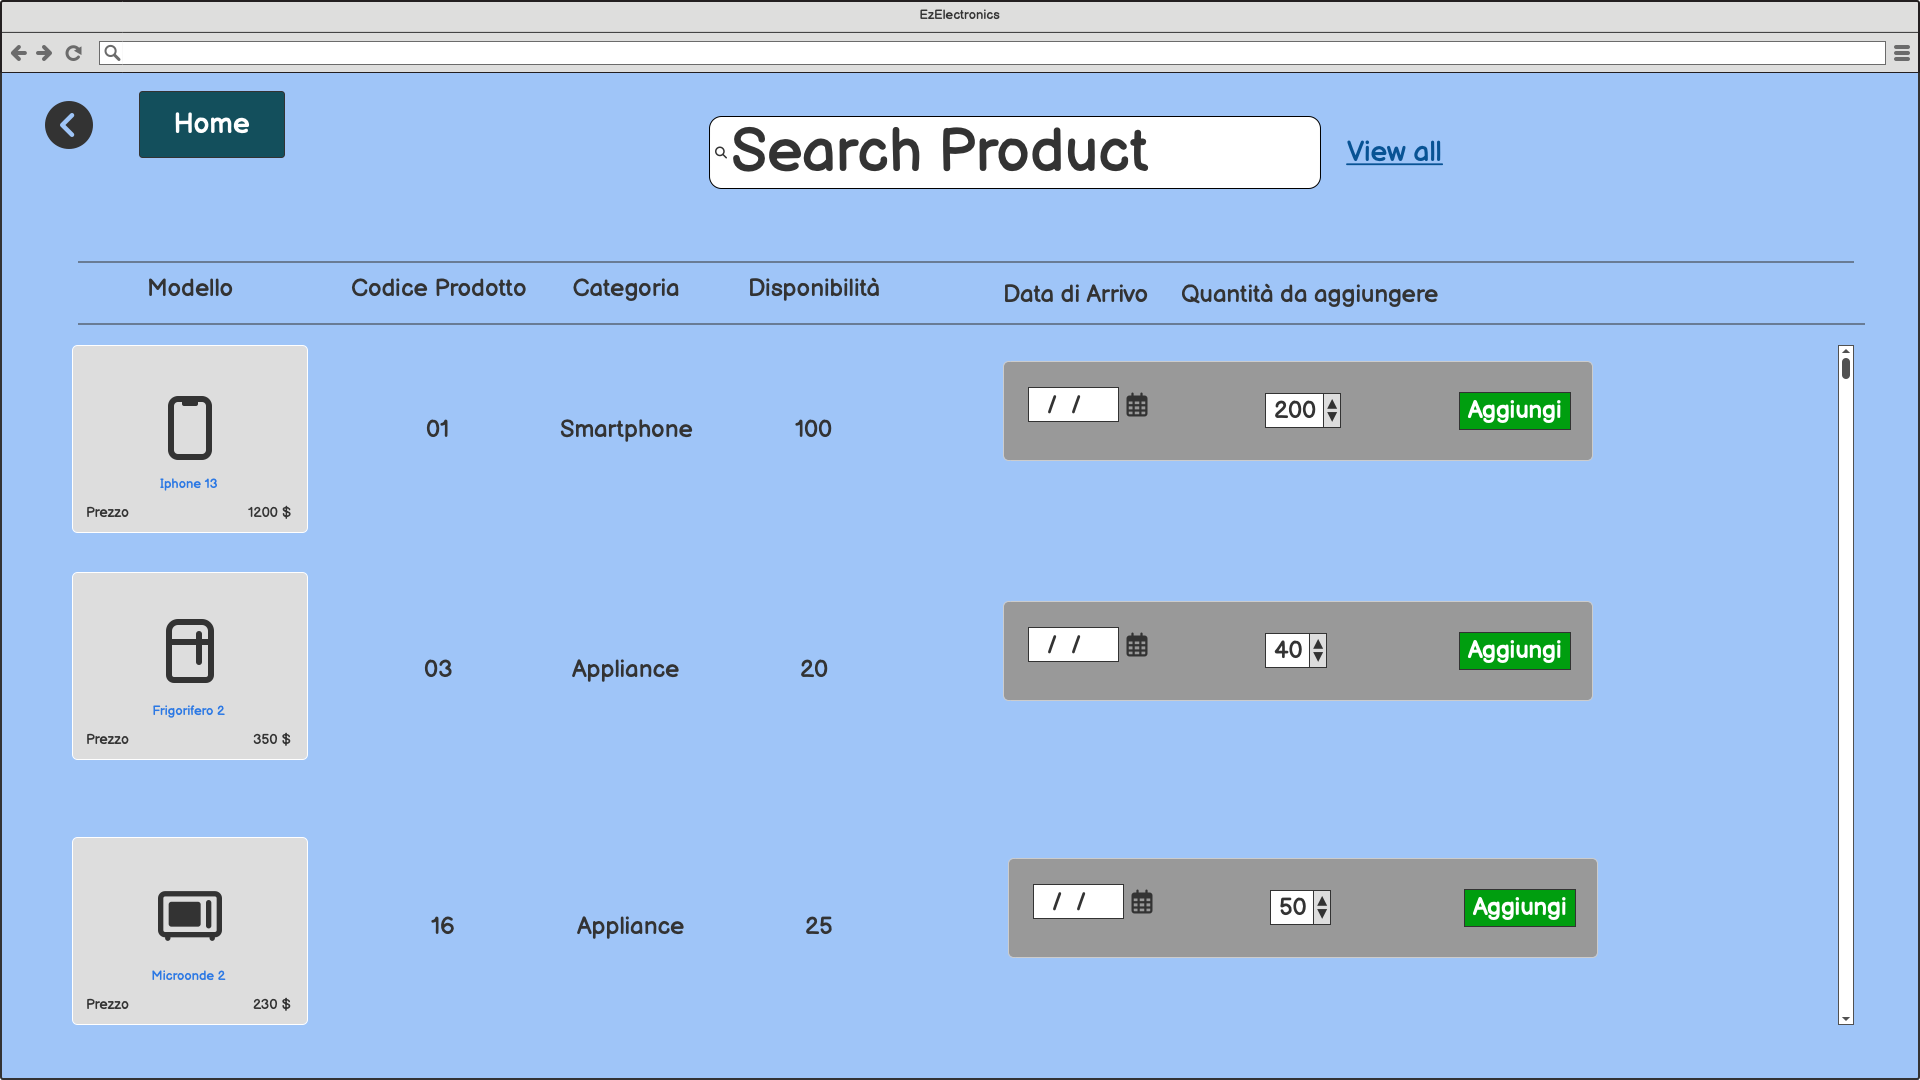 EzElectronics
Home
Search Product
View all
Modello Codice Prodotto Categoria Disponibilità Data di Arrivo Quantità da aggiungere
Iphone 13
Prezzo 1200 $
01 Smartphone 100 / / 200 Aggiungi
Frigorifero 2
Prezzo 350 $
03 Appliance 20 / / 40 Aggiungi
Microonde 2
Prezzo 230 $
16 Appliance 25 / / 50 Aggiungi